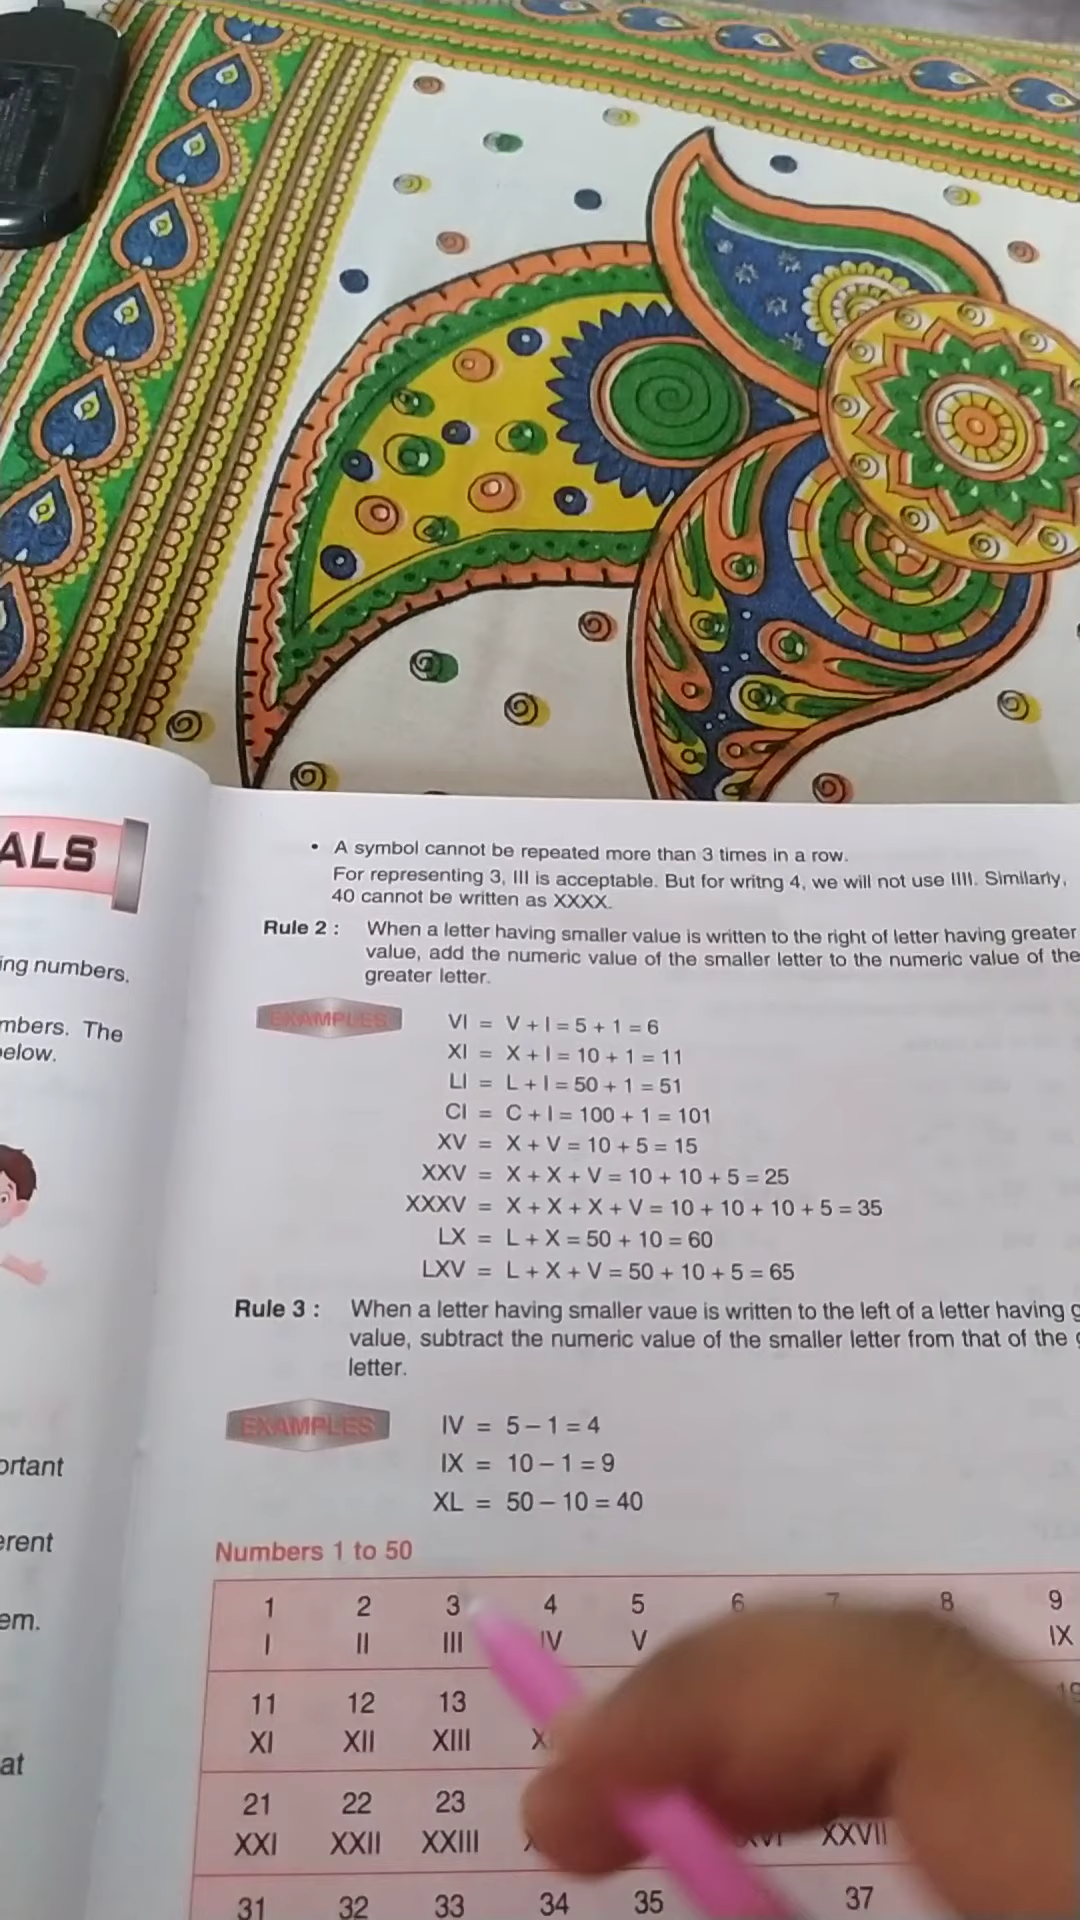 ALS
ing numbers.
mbers. The
elow.
ortant
erent
em.
at
• A symbol cannot be repeated more than 3 times in a row.
For representing 3, III is acceptable. But for writng 4, we will not use IIII. Similarly,
40 cannot be written as XXXX.
Rule 2 : When a letter having smaller value is written to the right of letter having greater
value, add the numeric value of the smaller letter to the numeric value of the
greater letter.
EXAMPLES
VI = V + I = 5 + 1 = 6
XI = X + I = 10 + 1 = 11
LI = L + I = 50 + 1 = 51
CI = C + I = 100 + 1 = 101
XV = X + V = 10 + 5 = 15
XXV = X + X + V = 10 + 10 + 5 = 25
XXXV = X + X + X + V = 10 + 10 + 10 + 5 = 35
LX = L + X = 50 + 10 = 60
LXV = L + X + V = 50 + 10 + 5 = 65
Rule 3 : When a letter having smaller vaue is written to the left of a letter having
value, subtract the numeric value of the smaller letter from that of the
letter.
EXAMPLES
IV = 5 – 1 = 4
IX = 10 – 1 = 9
XL = 50 – 10 = 40
Numbers 1 to 50
1 2 3 4 5 6 7 8 9
I II III IV V IX
11 12 13 19
XI XII XIII
21 22 23
XXI XXII XXIII XXVII
31 32 33 34 35 37